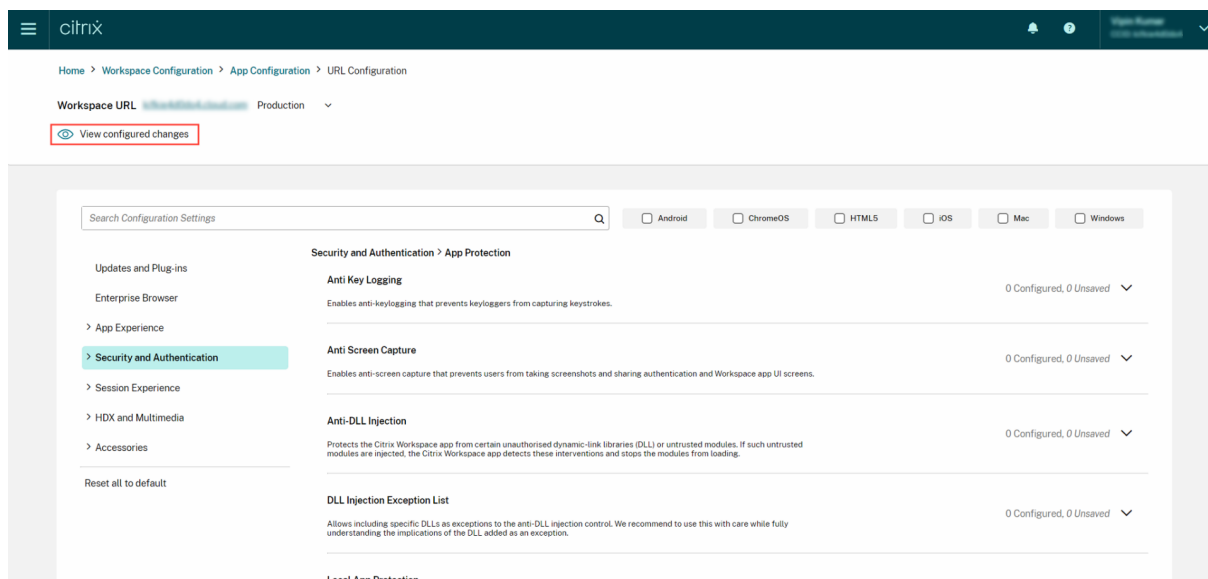 citrix
Home > Workspace Configuration > App Configuration > URL Configuration
Workspace URL Production
View configured changes
Search Configuration Settings
Android
ChromeOS
HTML5
iOS
Mac
Windows
Updates and Plug-ins
Enterprise Browser
> App Experience
> Security and Authentication
> Session Experience
> HDX and Multimedia
> Accessories
Reset all to default
Security and Authentication > App Protection
Anti Key Logging
Enables anti-keylogging that prevents keyloggers from capturing keystrokes.
0 Configured, 0 Unsaved
Anti Screen Capture
Enables anti-screen capture that prevents users from taking screenshots and sharing authentication and Workspace app UI screens.
0 Configured, 0 Unsaved
Anti-DLL Injection
Protects the Citrix Workspace app from certain unauthorised dynamic-link libraries (DLL) or untrusted modules. If such untrusted
modules are injected, the Citrix Workspace app detects these interventions and stops the modules from loading.
0 Configured, 0 Unsaved
DLL Injection Exception List
Allows including specific DLLs as exceptions to the anti-DLL injection control. We recommend to use this with care while fully
understanding the implications of the DLL added as an exception.
0 Configured, 0 Unsaved
Local App Protection